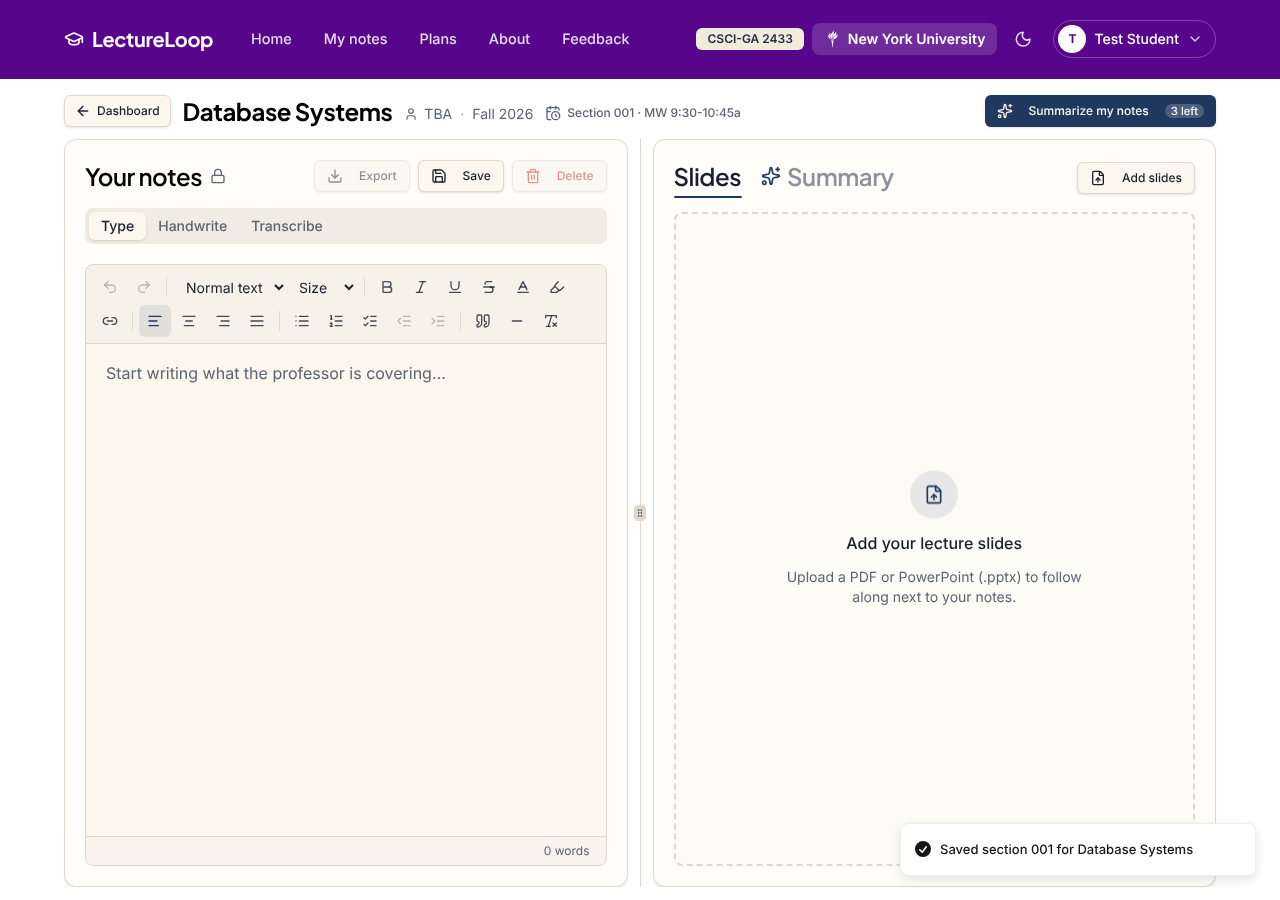 LectureLoop
Home
My notes
Plans
About
Feedback
CSCI-GA 2433
New York University
T
Test Student
Dashboard
Database Systems
TBA · Fall 2026
Section 001 · MW 9:30-10:45a
Summarize my notes
3 left
Your notes
Export
Save
Delete
Type
Handwrite
Transcribe
Normal text
Size
Start writing what the professor is covering...
0 words
Slides
Summary
Add slides
Add your lecture slides
Upload a PDF or PowerPoint (.pptx) to follow
along next to your notes.
Saved section 001 for Database Systems